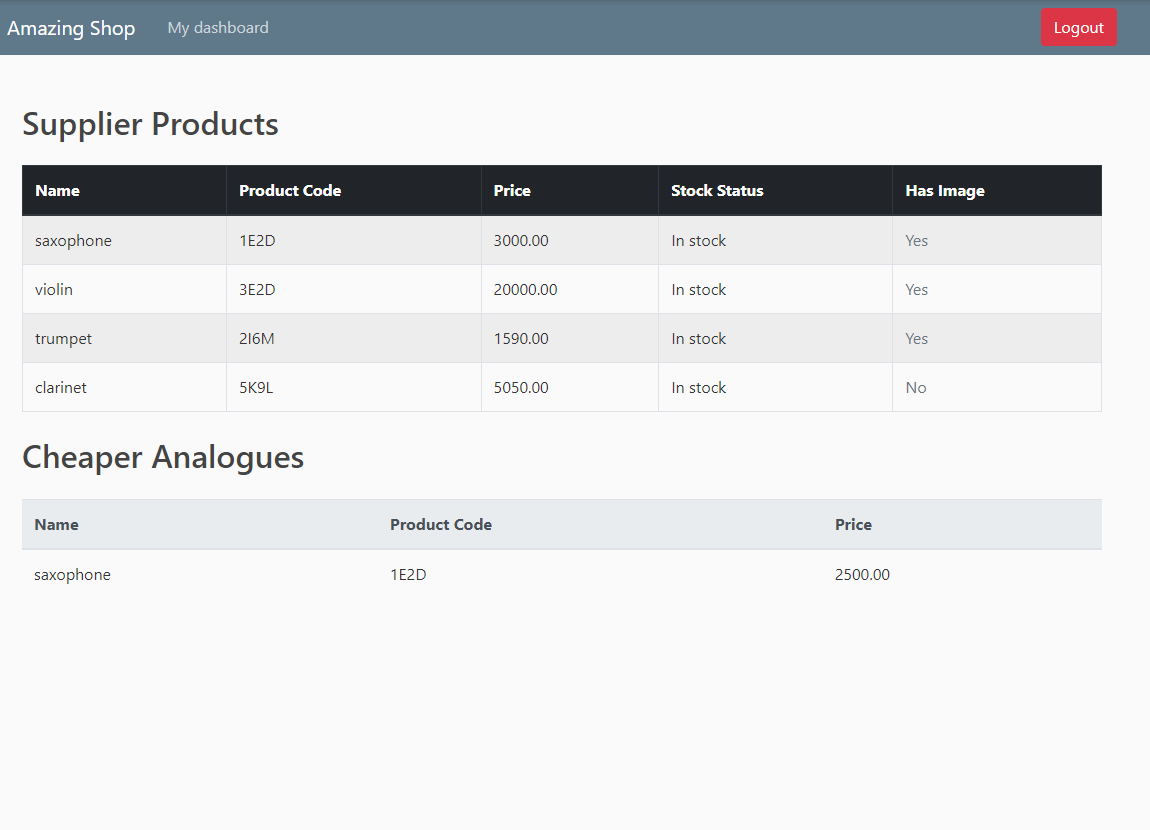 Amazing Shop My dashboard Logout
Supplier Products
Name Product Code Price Stock Status Has Image
saxophone 1E2D 3000.00 In stock Yes
violin 3E2D 20000.00 In stock Yes
trumpet 2I6M 1590.00 In stock Yes
clarinet 5K9L 5050.00 In stock No
Cheaper Analogues
Name Product Code Price
saxophone 1E2D 2500.00